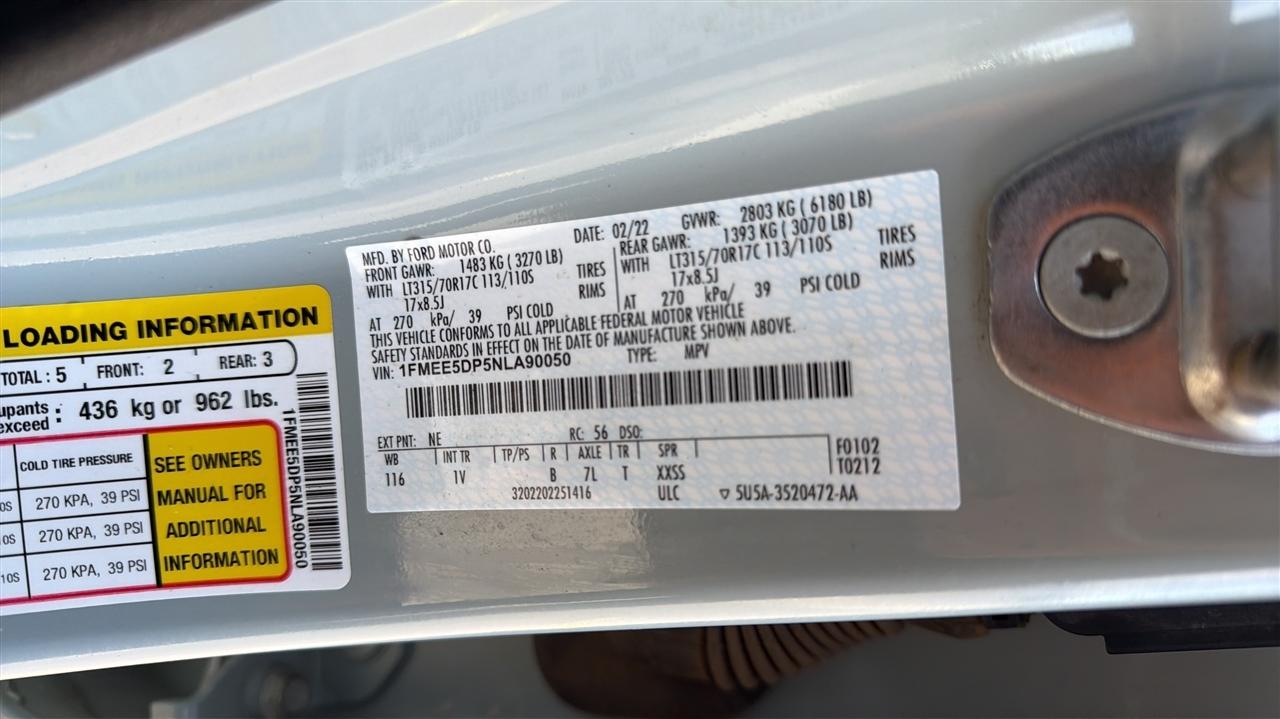 LOADING INFORMATION
TOTAL : 5 FRONT: 2 REAR: 3
upants
exceed : 436 kg or 962 lbs.
COLD TIRE PRESSURE
0S 270 KPA, 39 PSI
10S 270 KPA, 39 PSI
10S 270 KPA, 39 PSI
SEE OWNERS
MANUAL FOR
ADDITIONAL
INFORMATION
1FMEE5DP5NLA90050
MFD. BY FORD MOTOR CO. DATE: 02/22 GVWR: 2803 KG ( 6180 LB)
FRONT GAWR: 1483 KG ( 3270 LB) REAR GAWR: 1393 KG ( 3070 LB)
WITH LT315/70R17C 113/110S TIRES WITH LT315/70R17C 113/110S TIRES
17x8.5J RIMS 17x8.5J RIMS
AT 270 kPa/ 39 PSI COLD AT 270 kPa/ 39 PSI COLD
THIS VEHICLE CONFORMS TO ALL APPLICABLE FEDERAL MOTOR VEHICLE
SAFETY STANDARDS IN EFFECT ON THE DATE OF MANUFACTURE SHOWN ABOVE.
VIN: 1FMEE5DP5NLA90050 TYPE: MPV
EXT PNT: NE RC: 56 DSO:
WB INT TR TP/PS R AXLE TR SPR F0102
116 1V B 7L T XXSS T0212
3202202251416 ULC ▽ 5U5A-3520472-AA